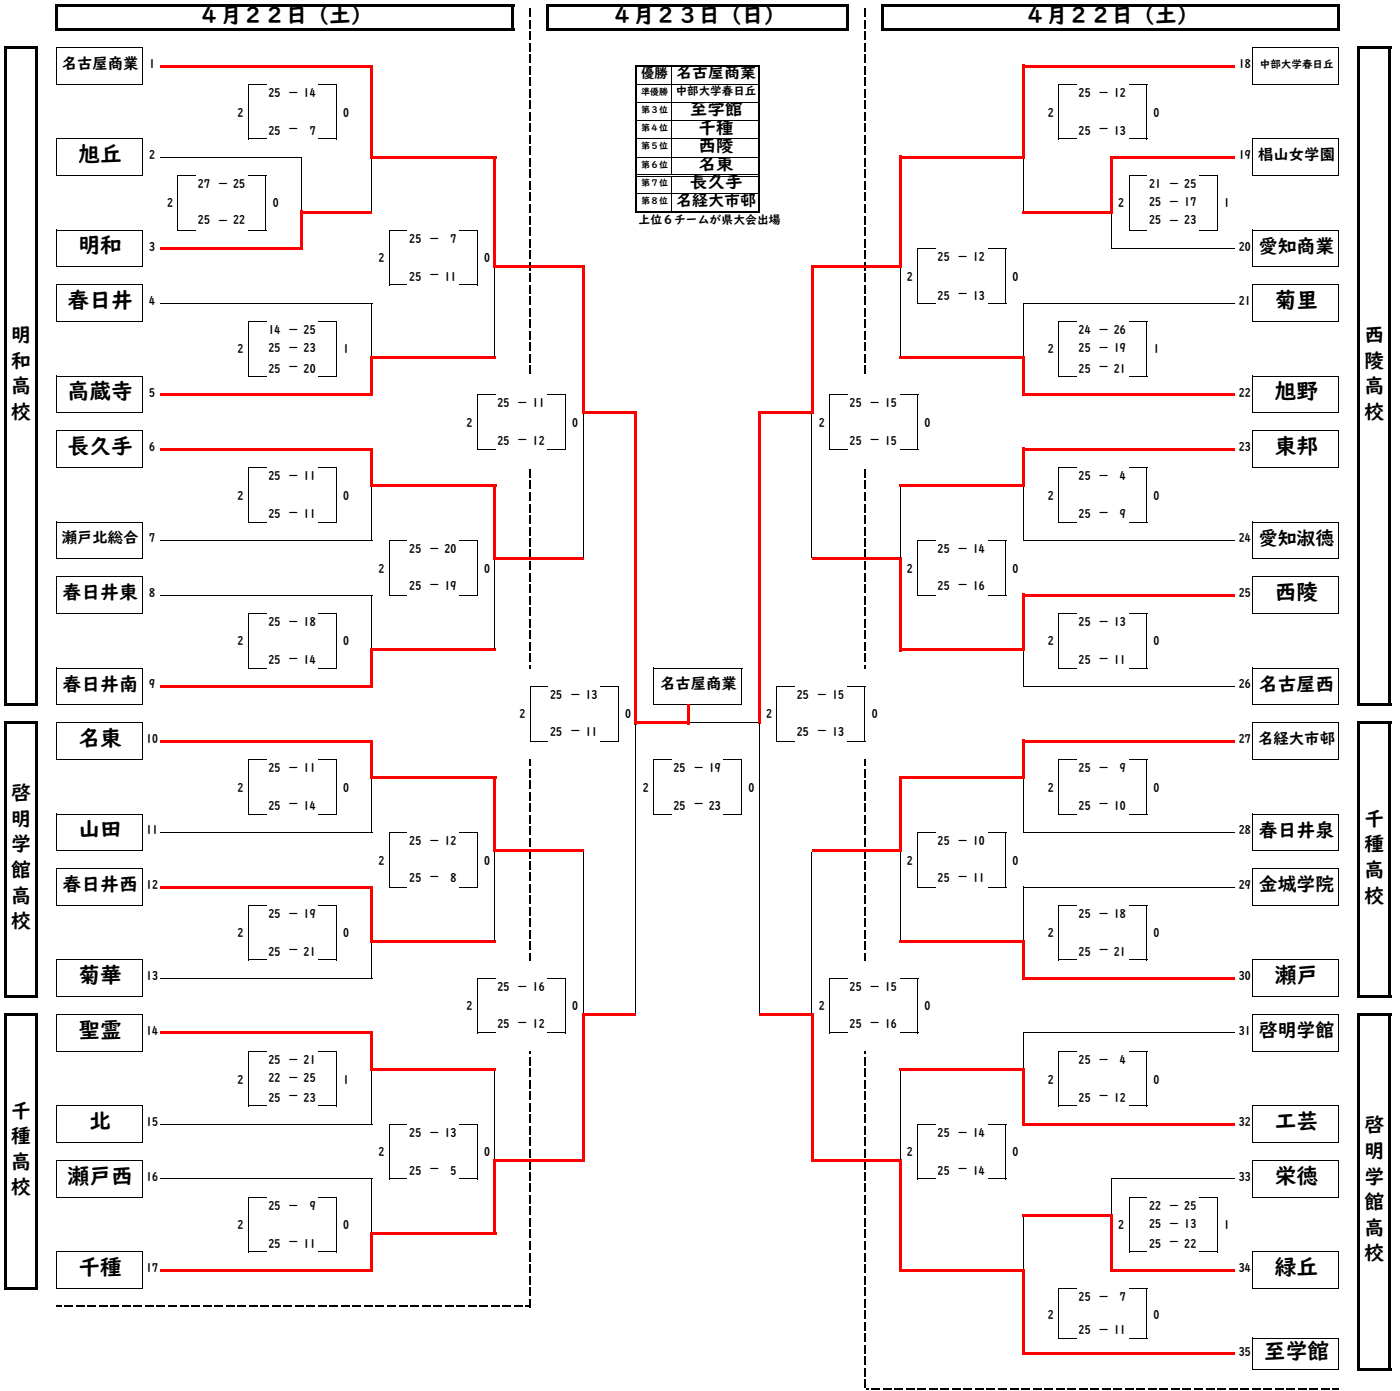 ４月２２日（土）
４月２３日（日）
４月２２日（土）
明和高校
啓明学館高校
千種高校
名古屋商業 1
旭丘 2
明和 3
春日井 4
高蔵寺 5
長久手 6
瀬戸北総合 7
春日井東 8
春日井南 9
名東 10
山田 11
春日井西 12
菊華 13
聖霊 14
北 15
瀬戸西 16
千種 17
25 － 14
2 0
25 － 7
27 － 25
2 0
25 － 22
14 － 25
2 25 － 23 1
25 － 20
25 － 11
2 0
25 － 11
25 － 18
2 0
25 － 14
25 － 11
2 0
25 － 14
25 － 19
2 0
25 － 21
25 － 21
2 22 － 25 1
25 － 23
25 － 9
2 0
25 － 11
25 － 7
2 0
25 － 11
25 － 20
2 0
25 － 19
25 － 12
2 0
25 － 8
25 － 13
2 0
25 － 5
25 － 11
2 0
25 － 12
25 － 16
2 0
25 － 12
25 － 13
2 0
25 － 11
優勝 名古屋商業
準優勝 中部大学春日丘
第３位 至学館
第４位 千種
第５位 西陵
第６位 名東
第７位 長久手
第８位 名経大市邨
上位６チームが県大会出場
名古屋商業
25 － 19
2 0
25 － 23
25 － 15
2 0
25 － 13
25 － 15
2 0
25 － 15
25 － 15
2 0
25 － 16
25 － 12
2 0
25 － 13
25 － 14
2 0
25 － 16
25 － 10
2 0
25 － 11
25 － 14
2 0
25 － 14
25 － 12
2 0
25 － 13
21 － 25
2 25 － 17 1
25 － 23
24 － 26
2 25 － 19 1
25 － 21
25 － 4
2 0
25 － 9
25 － 13
2 0
25 － 11
25 － 9
2 0
25 － 10
25 － 18
2 0
25 － 21
25 － 4
2 0
25 － 12
22 － 25
2 25 － 13 1
25 － 22
25 － 7
2 0
25 － 11
18 中部大学春日丘
19 椙山女学園
20 愛知商業
21 菊里
22 旭野
23 東邦
24 愛知淑徳
25 西陵
26 名古屋西
27 名経大市邨
28 春日井泉
29 金城学院
30 瀬戸
31 啓明学館
32 工芸
33 栄徳
34 緑丘
35 至学館
西陵高校
千種高校
啓明学館高校